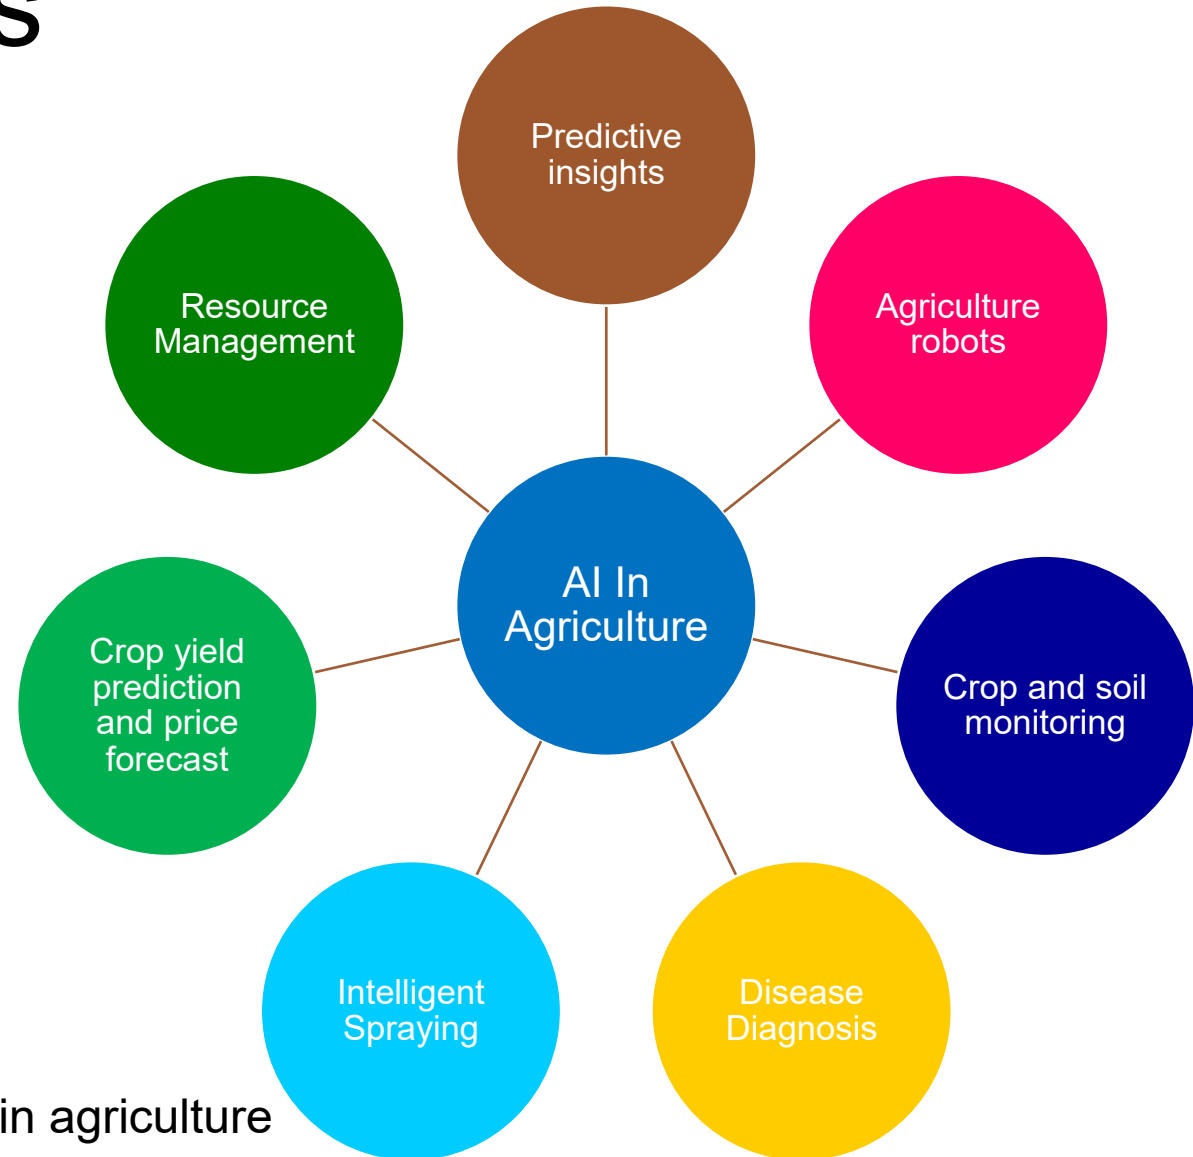 s
Predictive
insights
Resource
Management
Agriculture
robots
AI In
Agriculture
Crop yield
prediction
and price
forecast
Crop and soil
monitoring
Intelligent
Spraying
Disease
Diagnosis
in agriculture